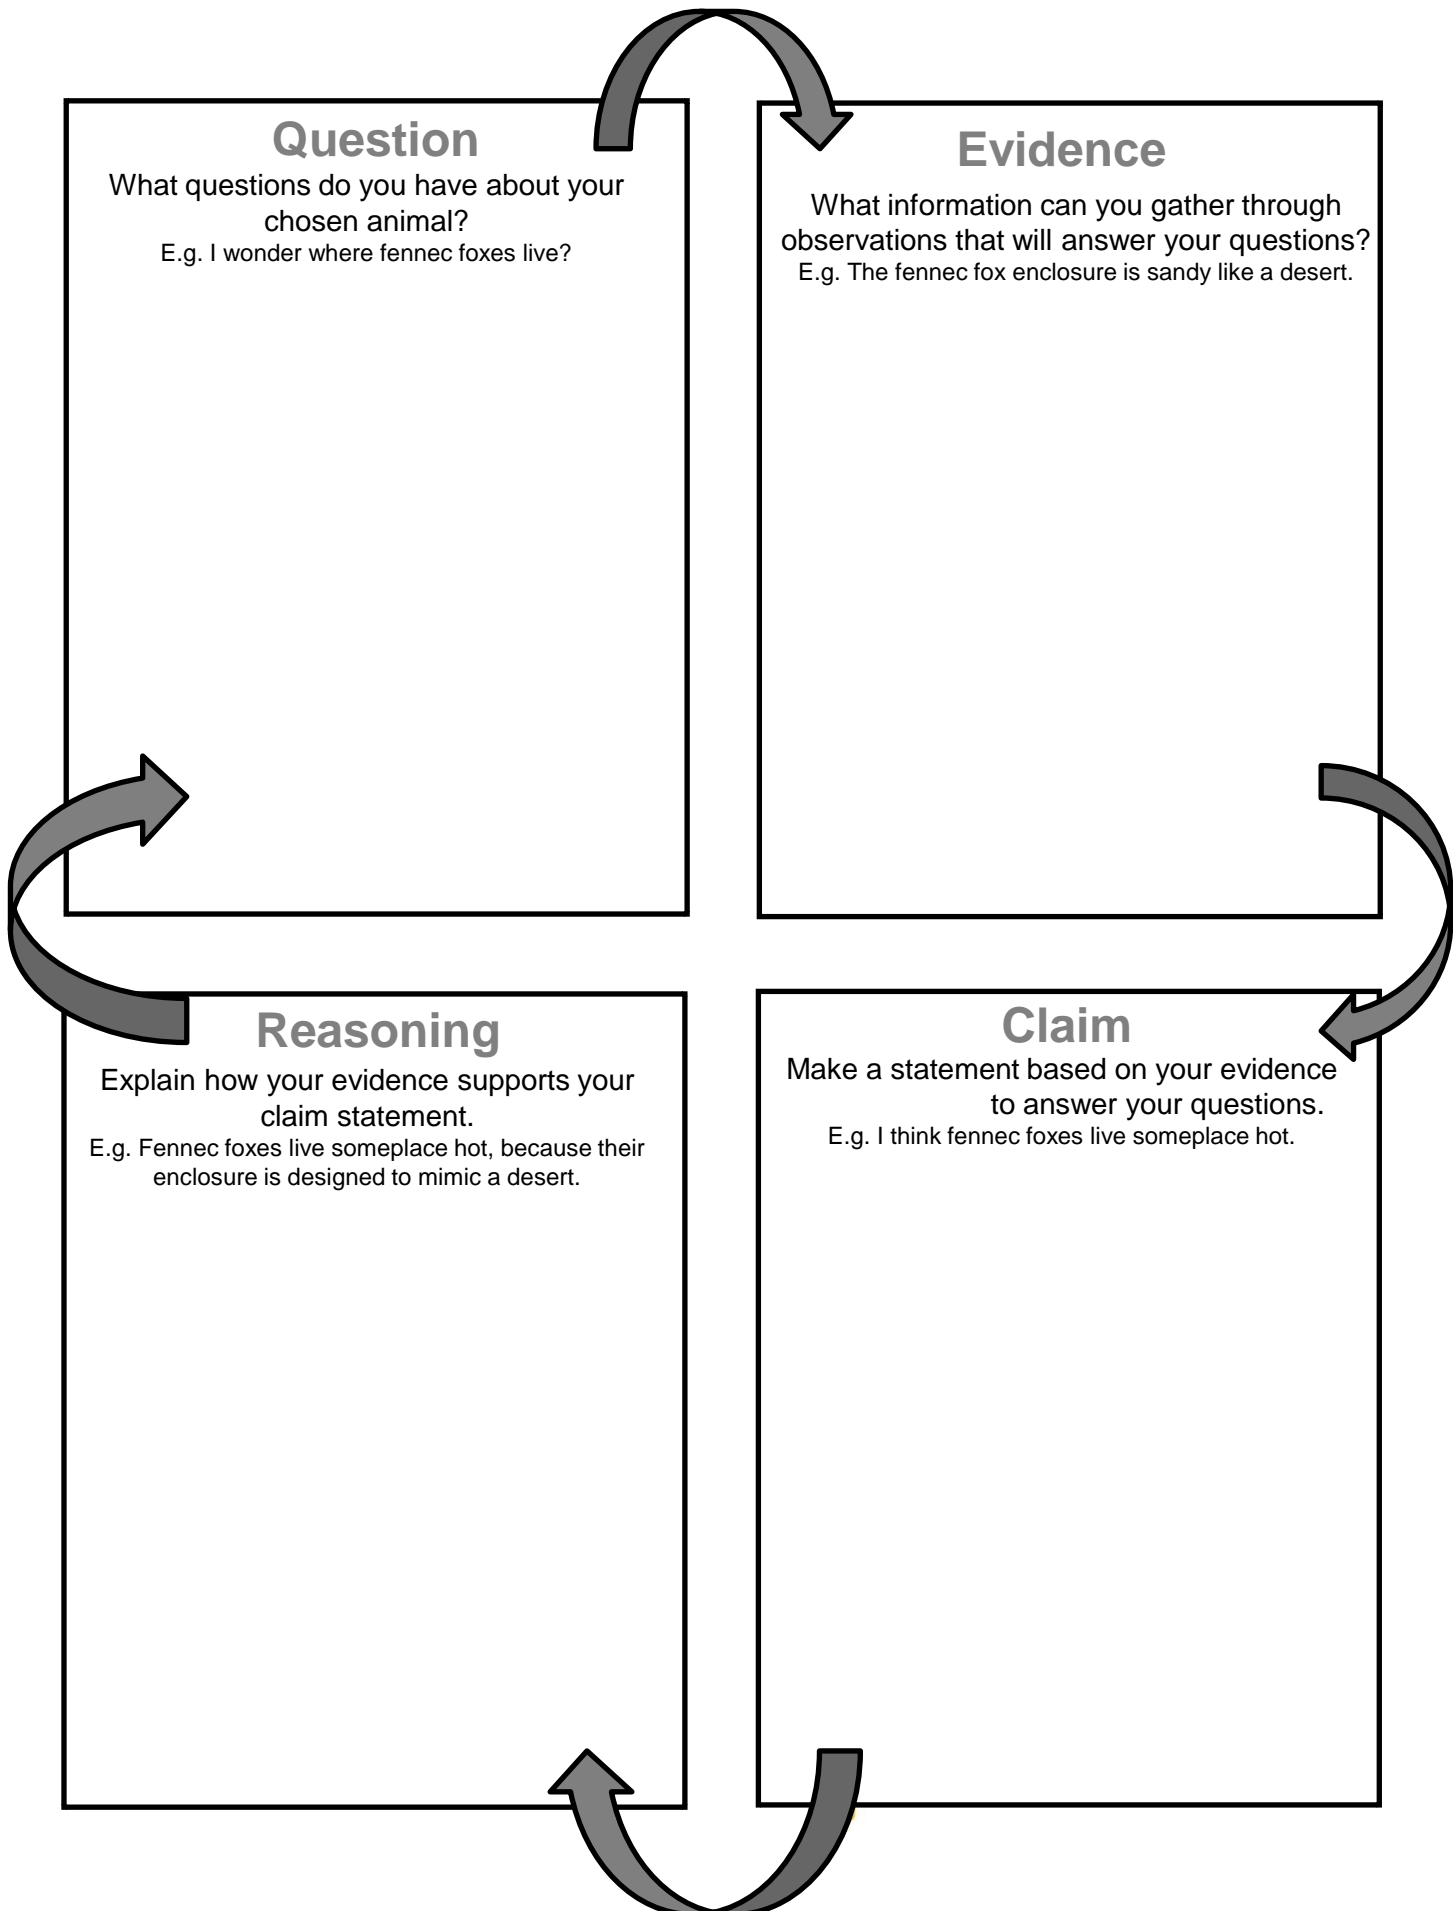 Question
What questions do you have about your
chosen animal?
E.g. I wonder where fennec foxes live?
Evidence
What information can you gather through
observations that will answer your questions?
E.g. The fennec fox enclosure is sandy like a desert.
Reasoning
Explain how your evidence supports your
claim statement.
E.g. Fennec foxes live someplace hot, because their
enclosure is designed to mimic a desert.
Claim
Make a statement based on your evidence
to answer your questions.
E.g. I think fennec foxes live someplace hot.